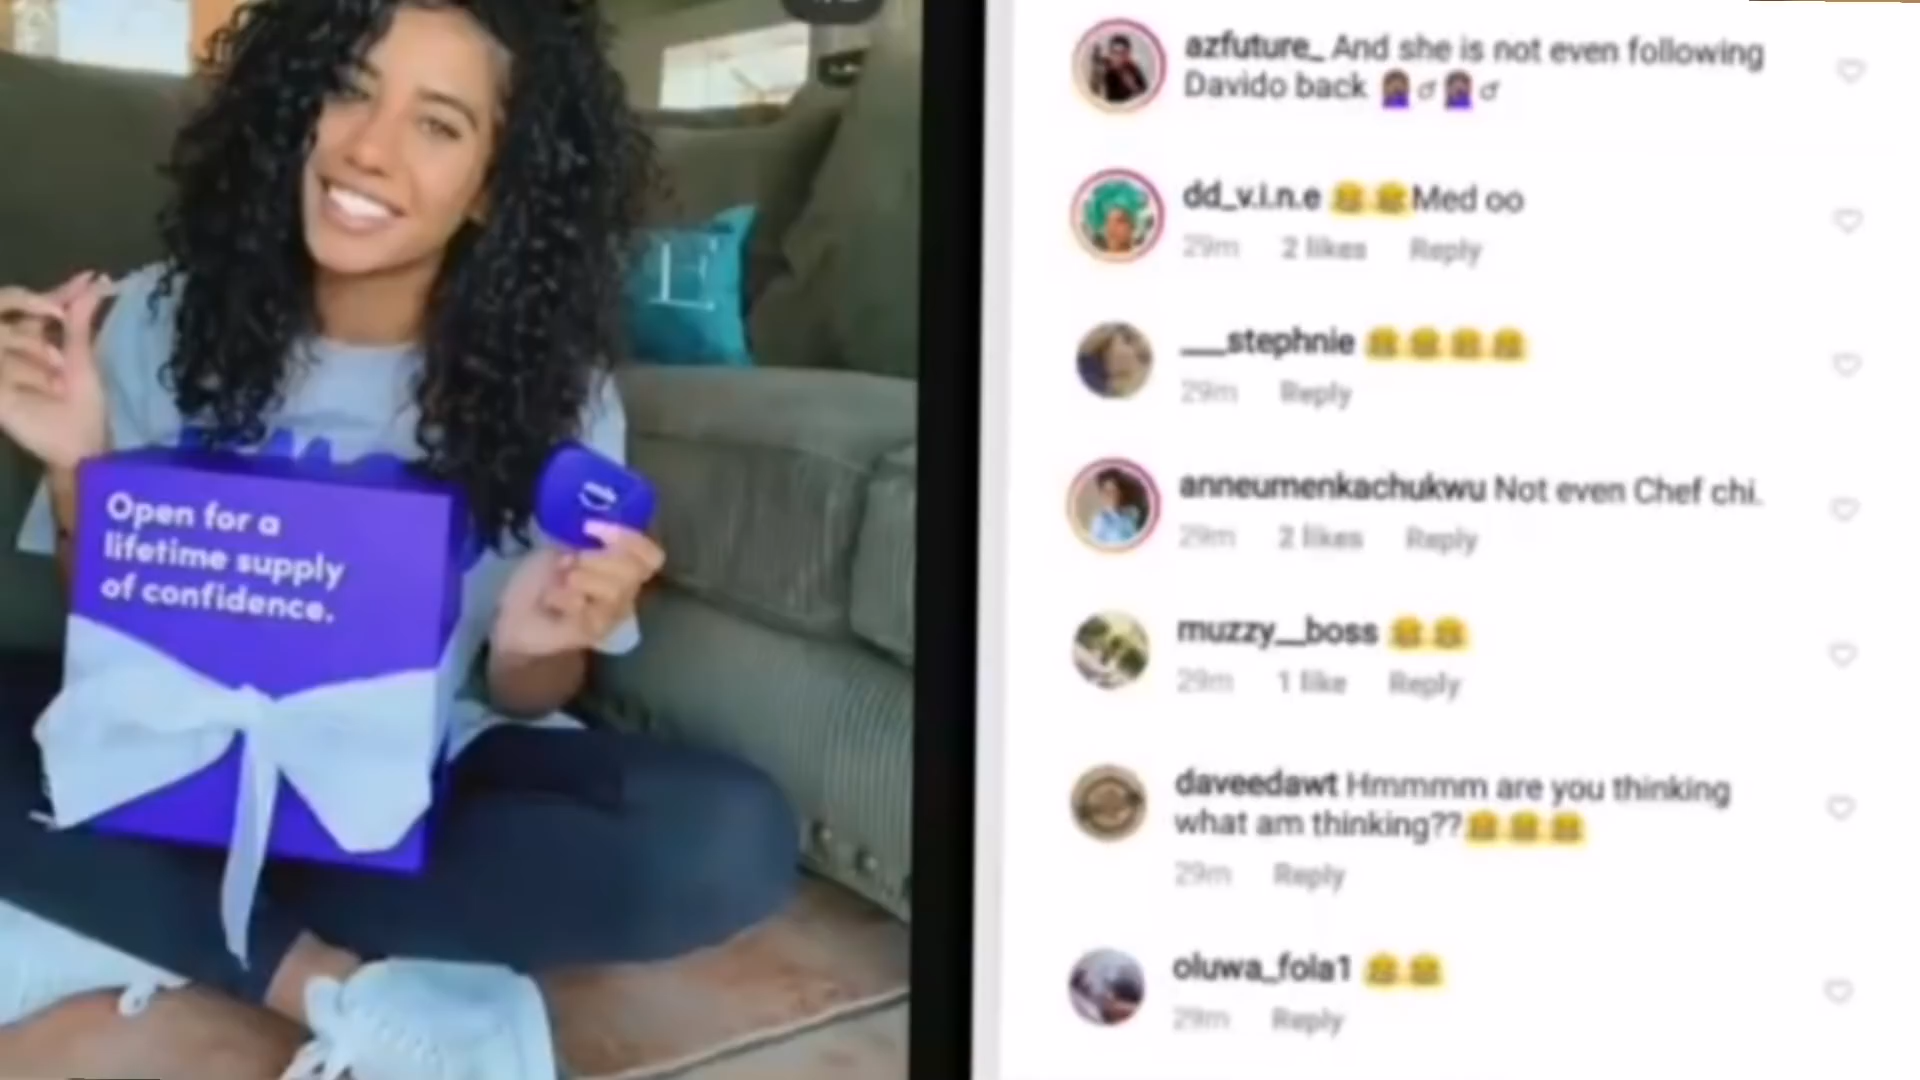 Open for a
lifetime supply
of confidence.
E
azfuture_ And she is not even following
Davido back 🤦🏽‍♂🤦🏽‍♂
dd_v.i.n.e 😂😂Med oo
29m 2 likes Reply
___stephnie 😂😂😂😂
29m Reply
anneumenkachukwu Not even Chef chi.
29m 2 likes Reply
muzzy__boss 😂😂
29m 1 like Reply
daveedawt Hmmmm are you thinking
what am thinking??😂😂😂
29m Reply
oluwa_fola1 😂😂
29m Reply